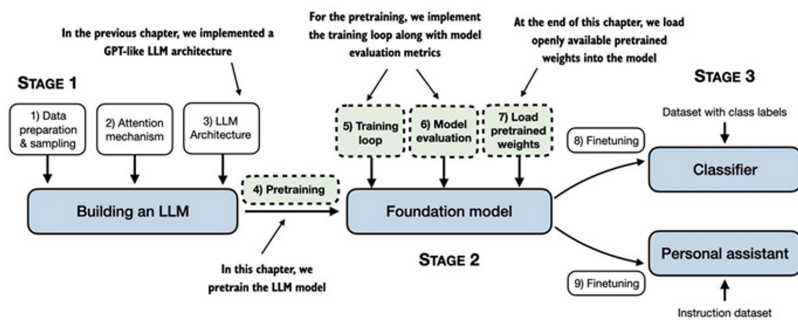 In the previous chapter, we implemented a
GPT-like LLM architecture
For the pretraining, we implement
the training loop along with model
evaluation metrics
At the end of this chapter, we load
openly available pretrained
weights into the model
STAGE 1
STAGE 3
1) Data
preparation
& sampling
2) Attention
mechanism
3) LLM
Architecture
5) Training
loop
6) Model
evaluation
7) Load
pretrained
weights
Dataset with class labels
8) Finetuning
Classifier
4) Pretraining
Building an LLM
Foundation model
STAGE 2
Personal assistant
In this chapter, we
pretrain the LLM model
9) Finetuning
Instruction dataset